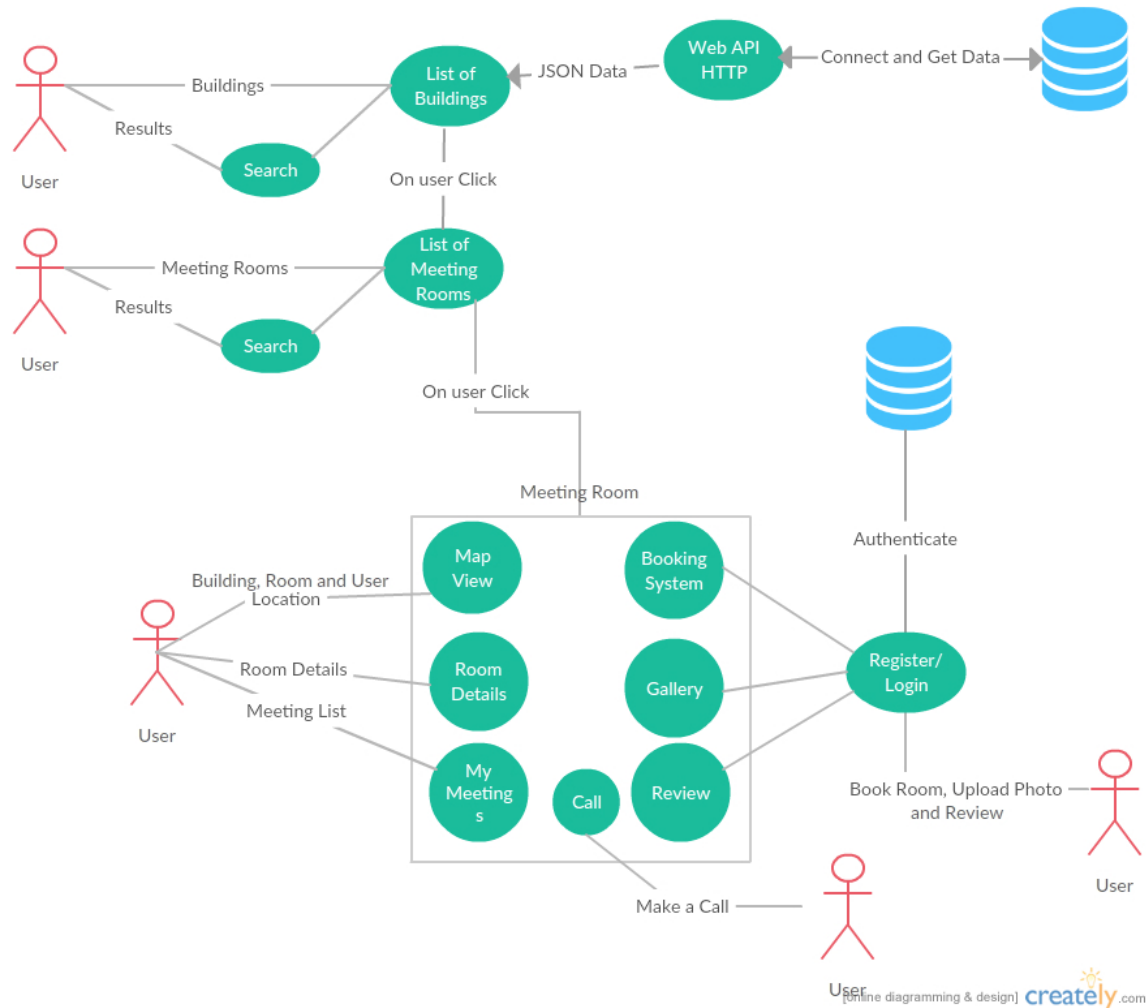 Web API
HTTP
Connect and Get Data
JSON Data
List of
Buildings
Buildings
Results
Search
User
On user Click
List of
Meeting
Rooms
Meeting Rooms
Results
Search
User
On user Click
Meeting Room
Map
View
Booking
System
Authenticate
Building, Room and User
Location
Room Details
Meeting List
User
Room
Details
Gallery
Register/
Login
My
Meeting
s
Call
Review
Book Room, Upload Photo
and Review
User
Make a Call
User
[online diagramming & design] creately.com